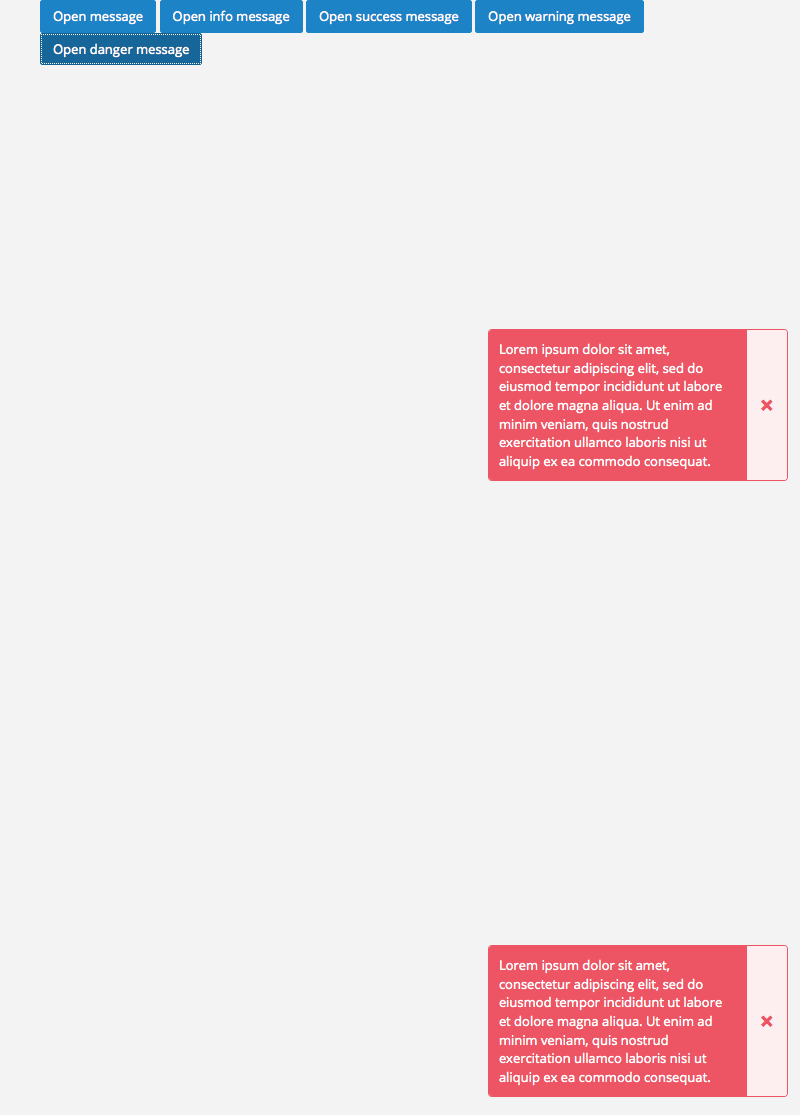 Open message Open info message Open success message Open warning message
Open danger message
Lorem ipsum dolor sit amet,
consectetur adipiscing elit, sed do
eiusmod tempor incididunt ut labore
et dolore magna aliqua. Ut enim ad
minim veniam, quis nostrud
exercitation ullamco laboris nisi ut
aliquip ex ea commodo consequat.
Lorem ipsum dolor sit amet,
consectetur adipiscing elit, sed do
eiusmod tempor incididunt ut labore
et dolore magna aliqua. Ut enim ad
minim veniam, quis nostrud
exercitation ullamco laboris nisi ut
aliquip ex ea commodo consequat.